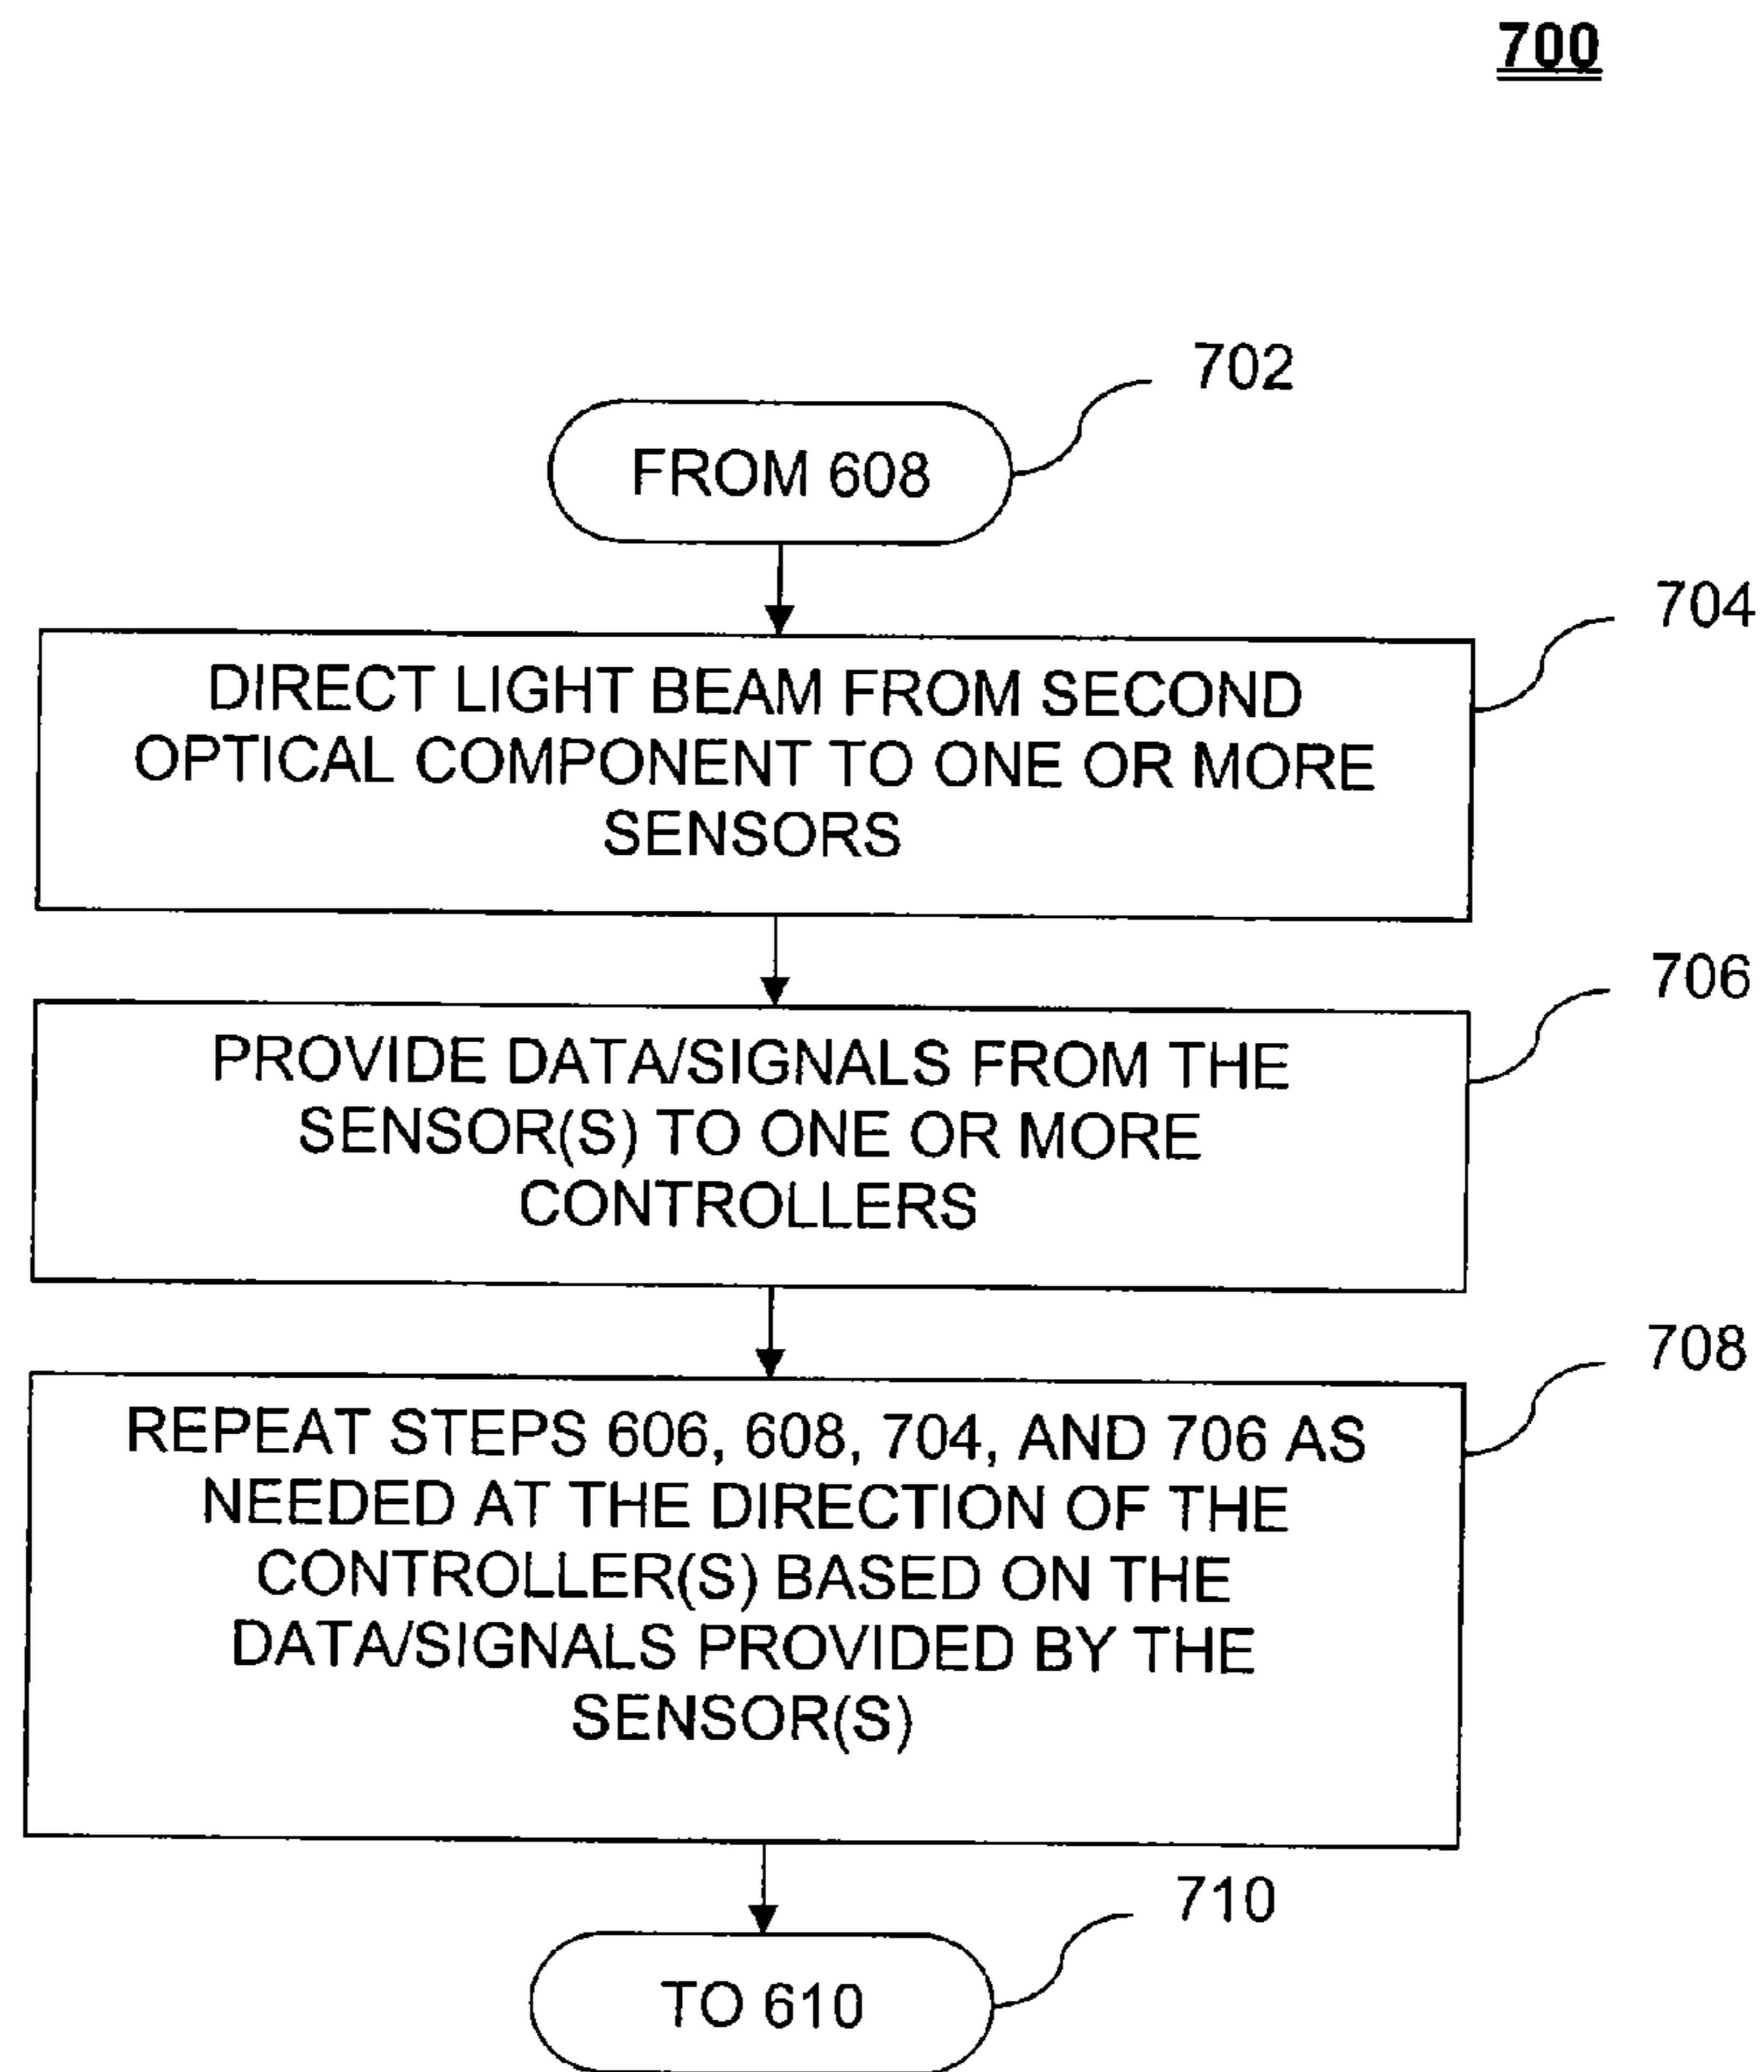 700
702
FROM 608
704
DIRECT LIGHT BEAM FROM SECOND
OPTICAL COMPONENT TO ONE OR MORE
SENSORS
706
PROVIDE DATA/SIGNALS FROM THE
SENSOR(S) TO ONE OR MORE
CONTROLLERS
708
REPEAT STEPS 606, 608, 704, AND 706 AS
NEEDED AT THE DIRECTION OF THE
CONTROLLER(S) BASED ON THE
DATA/SIGNALS PROVIDED BY THE
SENSOR(S)
710
TO 610